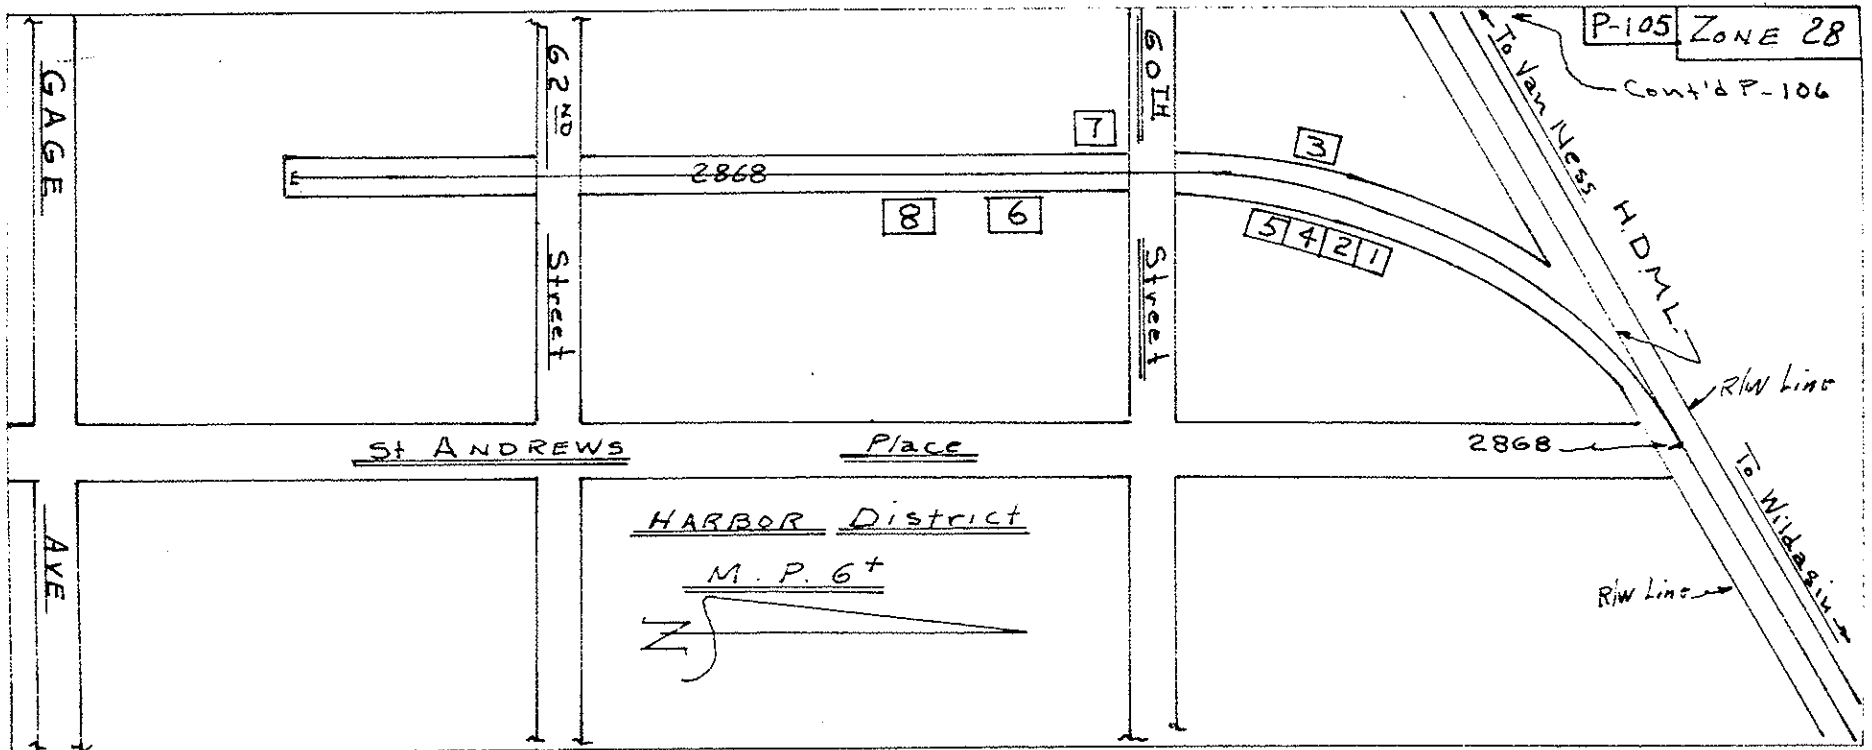 P-105 ZONE 28
Cont'd P-106
To Van Ness
H.D.M.L.
GAGE
AVE
62ND
Street
60TH
Street
7
3
2868
8
6
5 4 2 1
E
R/W Line
2868
St ANDREWS Place
To Wildasin
HARBOR District
M. P. 6+
R/W Line
N